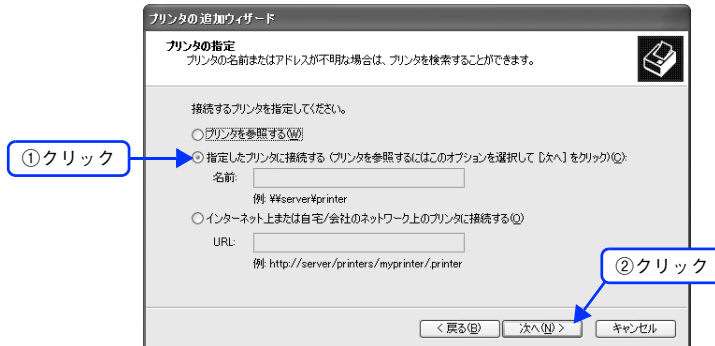 プリンタの追加ウィザード
プリンタの指定
プリンタの名前またはアドレスが不明な場合は、プリンタを検索することができます。
接続するプリンタを指定してください。
プリンタを参照する(W)
①クリック
指定したプリンタに接続する (プリンタを参照するにはこのオプションを選択して [次へ] をクリック)(C):
名前:
例: ¥¥server¥printer
インターネット上または自宅/会社のネットワーク上のプリンタに接続する(O)
URL:
例: http://server/printers/myprinter/.printer
②クリック
< 戻る(B) 次へ(N) > キャンセル